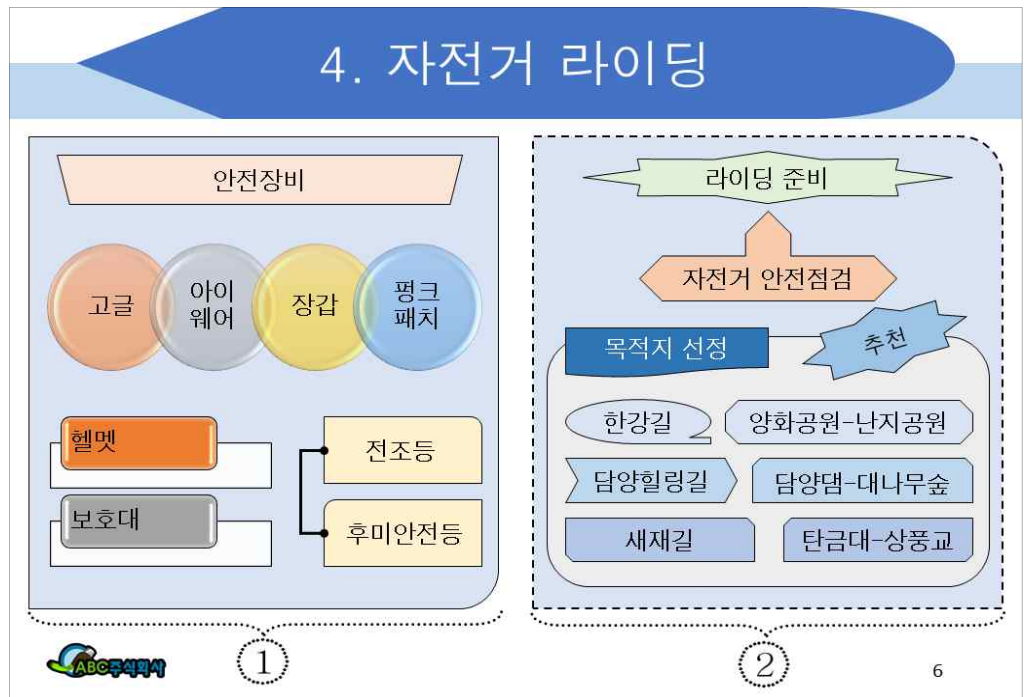 4. 자전거 라이딩
안전장비
고글
아이
웨어
장갑
펑크
패치
헬멧
보호대
전조등
후미안전등
①
라이딩 준비
자전거 안전점검
목적지 선정
추천
한강길
양화공원-난지공원
담양힐링길
담양댐-대나무숲
새재길
탄금대-상풍교
②
ABC주식회사
6